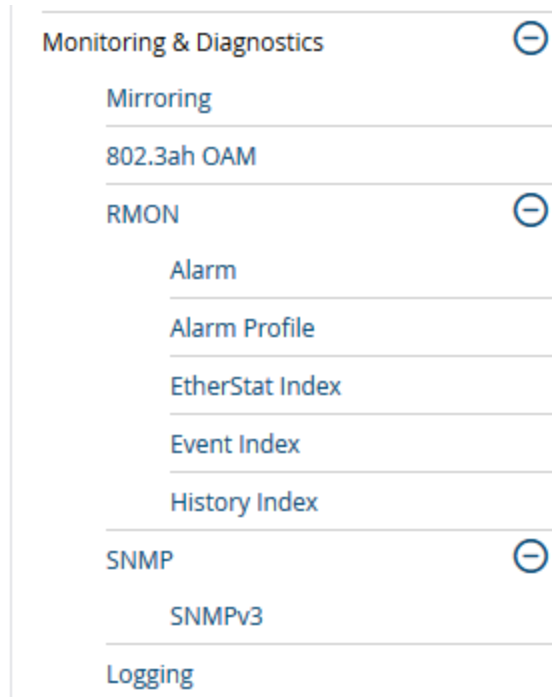 Monitoring & Diagnostics
Mirroring
802.3ah OAM
RMON
Alarm
Alarm Profile
EtherStat Index
Event Index
History Index
SNMP
SNMPv3
Logging